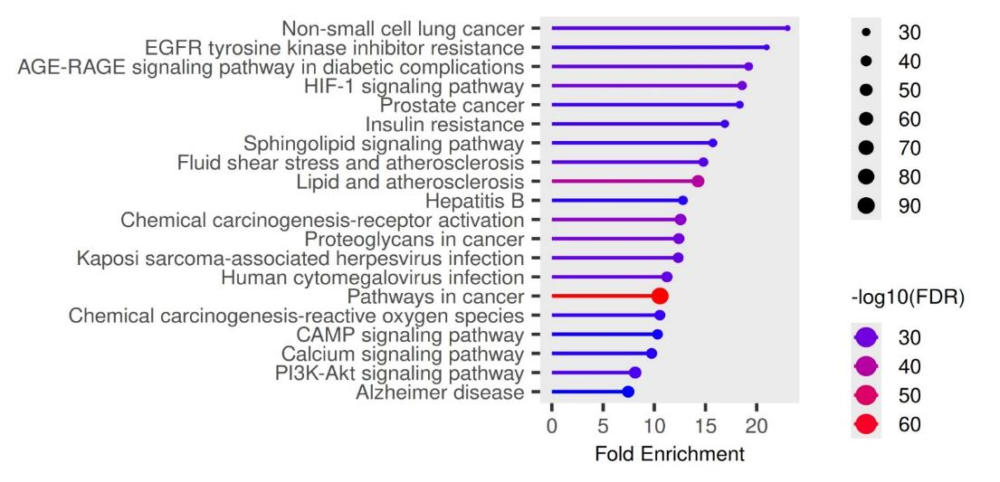 Non-small cell lung cancer
EGFR tyrosine kinase inhibitor resistance
AGE-RAGE signaling pathway in diabetic complications
HIF-1 signaling pathway
Prostate cancer
Insulin resistance
Sphingolipid signaling pathway
Fluid shear stress and atherosclerosis
Lipid and atherosclerosis
Hepatitis B
Chemical carcinogenesis-receptor activation
Proteoglycans in cancer
Kaposi sarcoma-associated herpesvirus infection
Human cytomegalovirus infection
Pathways in cancer
Chemical carcinogenesis-reactive oxygen species
CAMP signaling pathway
Calcium signaling pathway
PI3K-Akt signaling pathway
Alzheimer disease
0 5 10 15 20
Fold Enrichment
30
40
50
60
70
80
90
-log10(FDR)
30
40
50
60